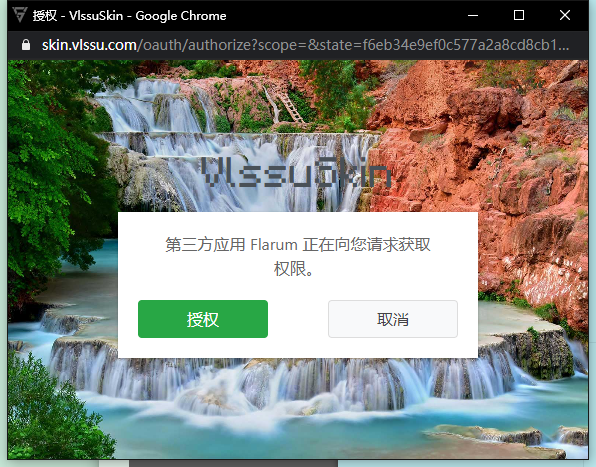 授权 - VlssuSkin - Google Chrome
skin.vlssu.com/oauth/authorize?scope=&state=f6eb34e9ef0c577a2a8cd8cb1...
VlssuSkin
第三方应用 Flarum 正在向您请求获取
权限。
授权 取消